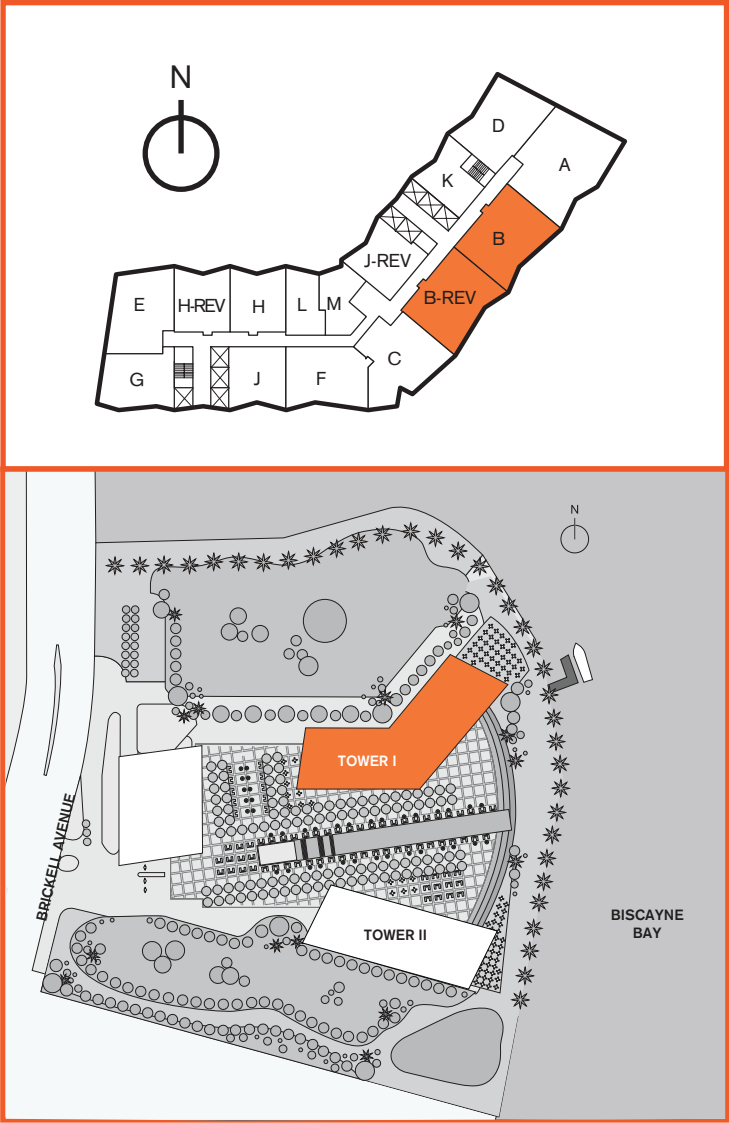 N
D
A
K
B
J-REV
B-REV
E
H-REV
H
L
M
C
G
J
F
N
TOWER I
BRICKELL AVENUE
TOWER II
BISCAYNE
BAY